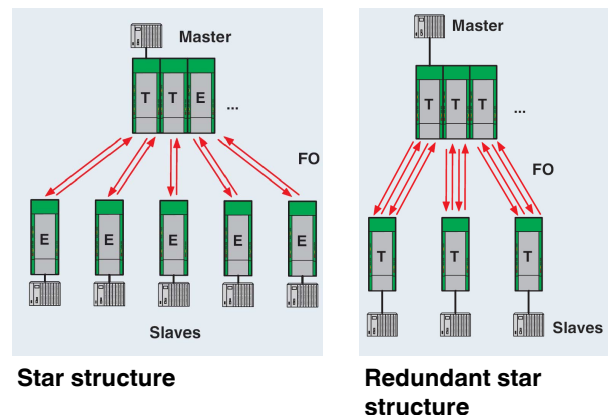 Master
T T E ...
FO
E E E E E
Slaves
Star structure
Master
T T T ...
FO
T T T
Slaves
Redundant star
structure